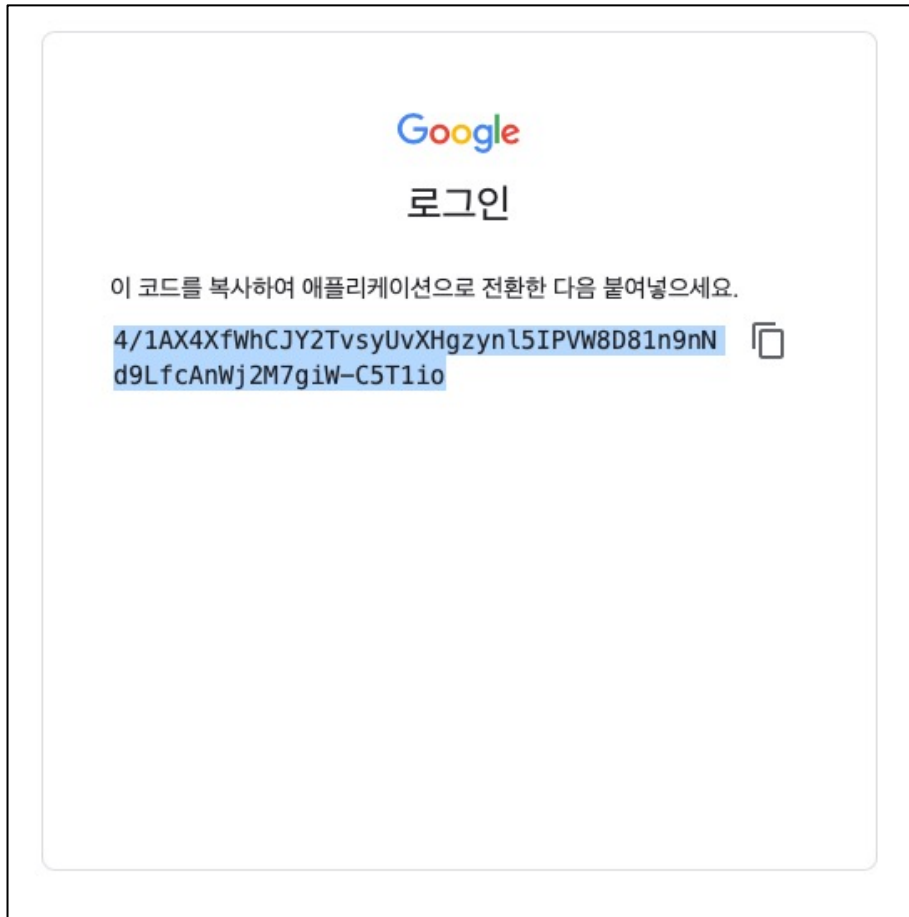 Google
로그인
이 코드를 복사하여 애플리케이션으로 전환한 다음 붙여넣으세요.
4/1AX4XfWhCJY2TvsyUvXHgzynl5IPVW8D81n9nN
d9LfcAnWj2M7giW-C5T1io